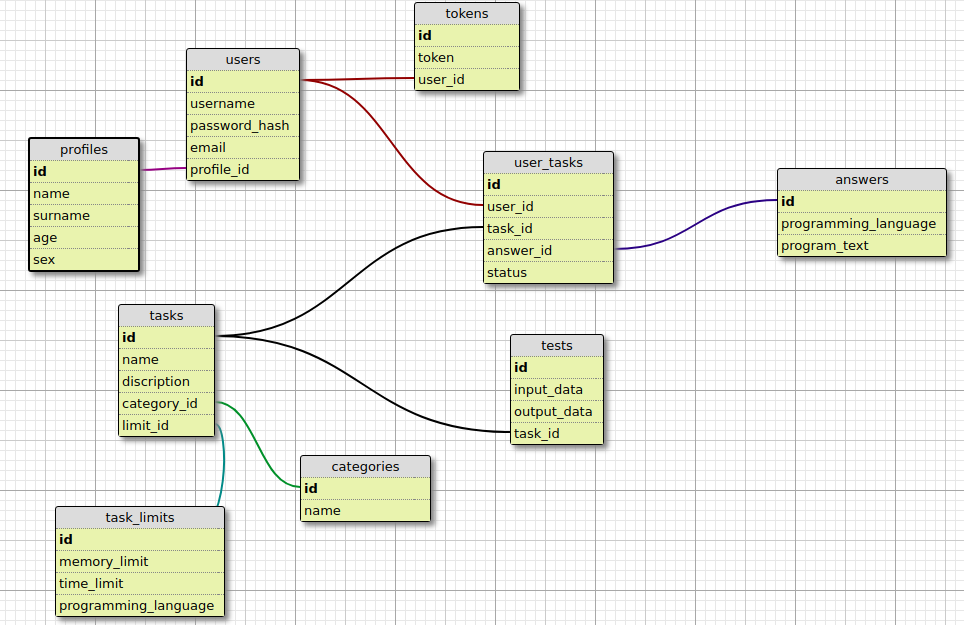 tokens
id
token
user_id
users
id
username
password_hash
email
profile_id
profiles
id
name
surname
age
sex
user_tasks
id
user_id
task_id
answer_id
status
answers
id
programming_language
program_text
tasks
id
name
discription
category_id
limit_id
tests
id
input_data
output_data
task_id
categories
id
name
task_limits
id
memory_limit
time_limit
programming_language